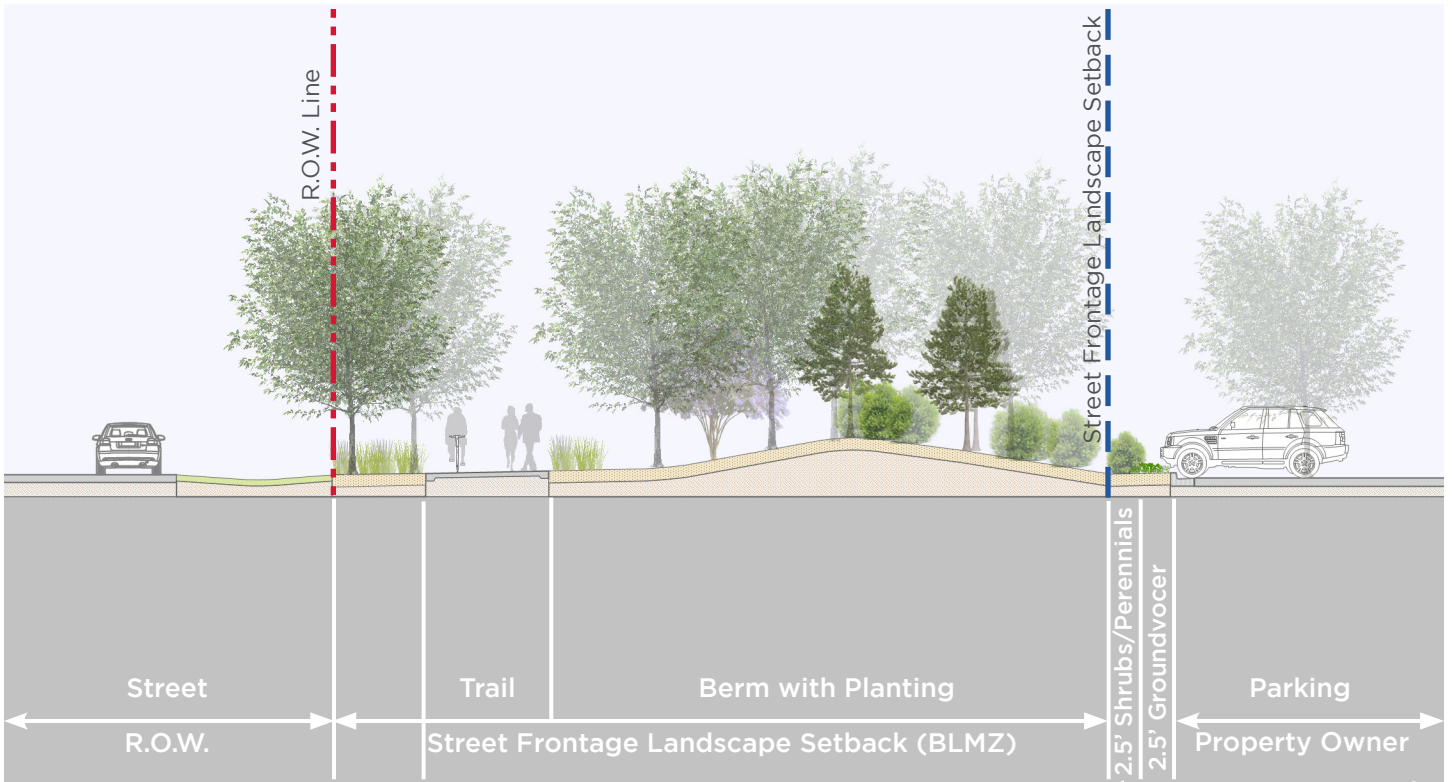 R.O.W. Line
Street Frontage Landscape Setback
Street
Trail
Berm with Planting
2.5' Shrubs/Perennials
2.5' Groundvocer
Parking
R.O.W.
Street Frontage Landscape Setback (BLMZ)
Property Owner